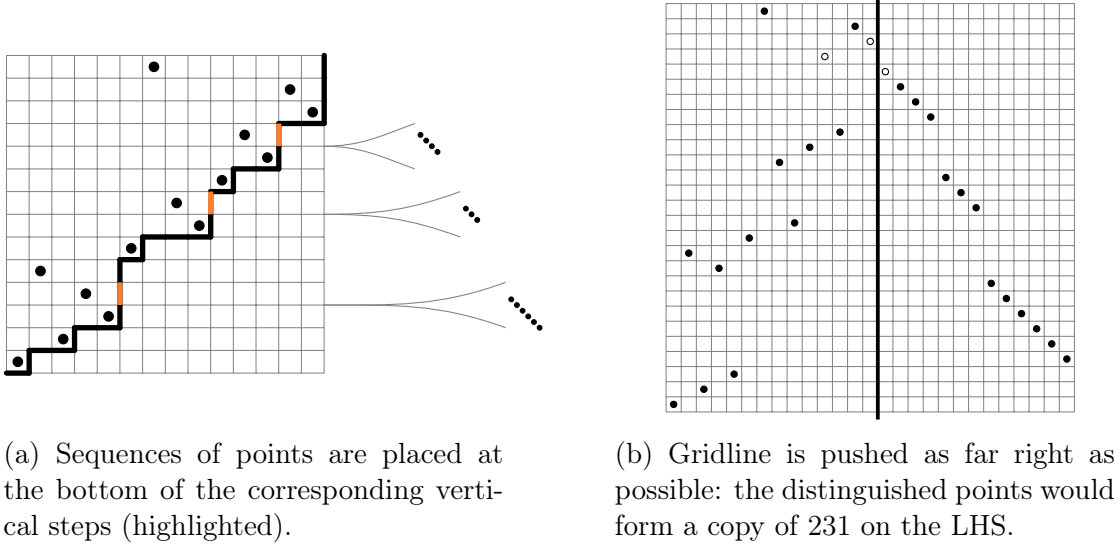 (a) Sequences of points are placed at
the bottom of the corresponding verti-
cal steps (highlighted).
(b) Gridline is pushed as far right as
possible: the distinguished points would
form a copy of 231 on the LHS.